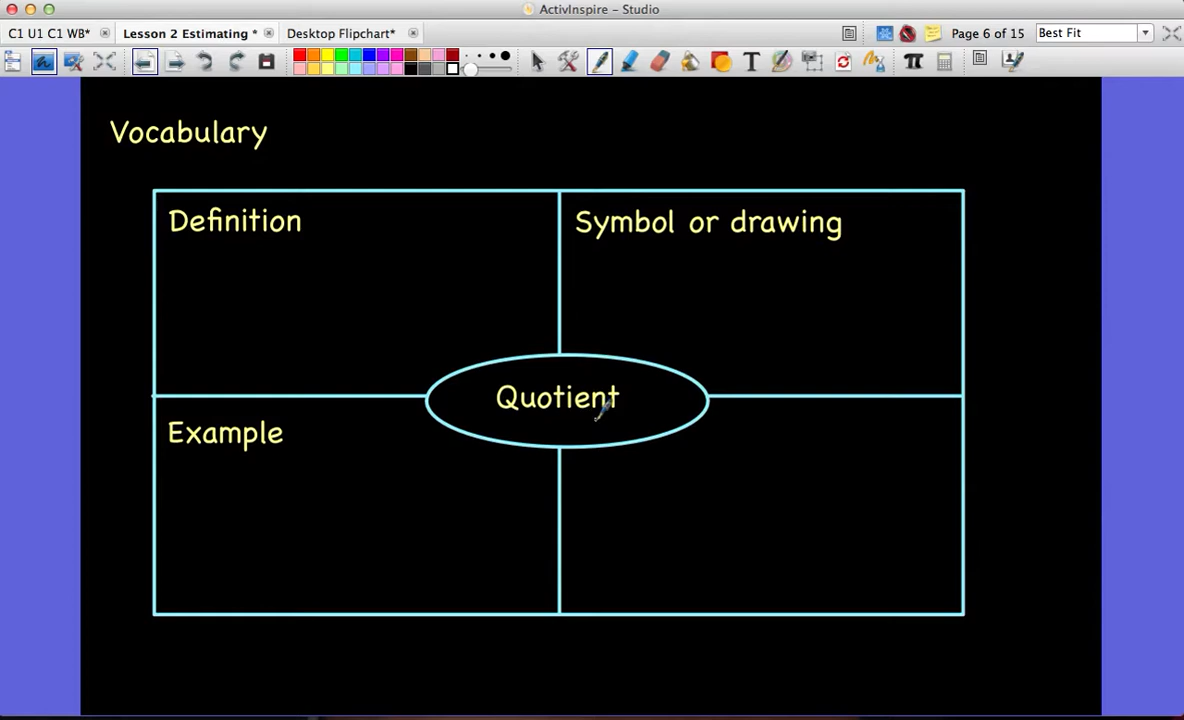 ActivInspire - Studio
C1 U1 C1 WB*
Lesson 2 Estimating *
Desktop Flipchart*
Page 6 of 15
Best Fit
Vocabulary
Definition
Symbol or drawing
Quotient
Example